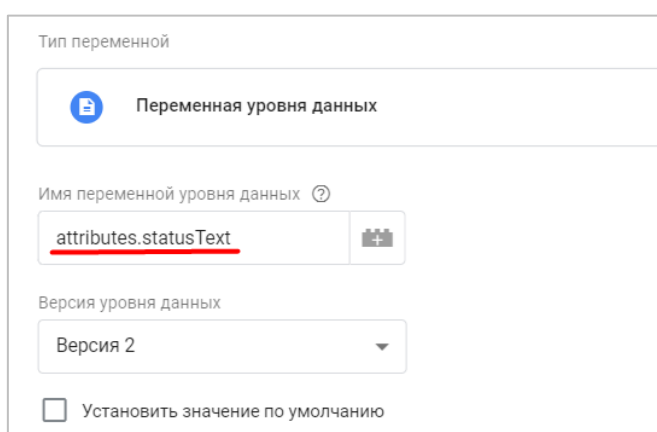 Тип переменной
Переменная уровня данных
Имя переменной уровня данных ?
attributes.statusText
Версия уровня данных
Версия 2
Установить значение по умолчанию